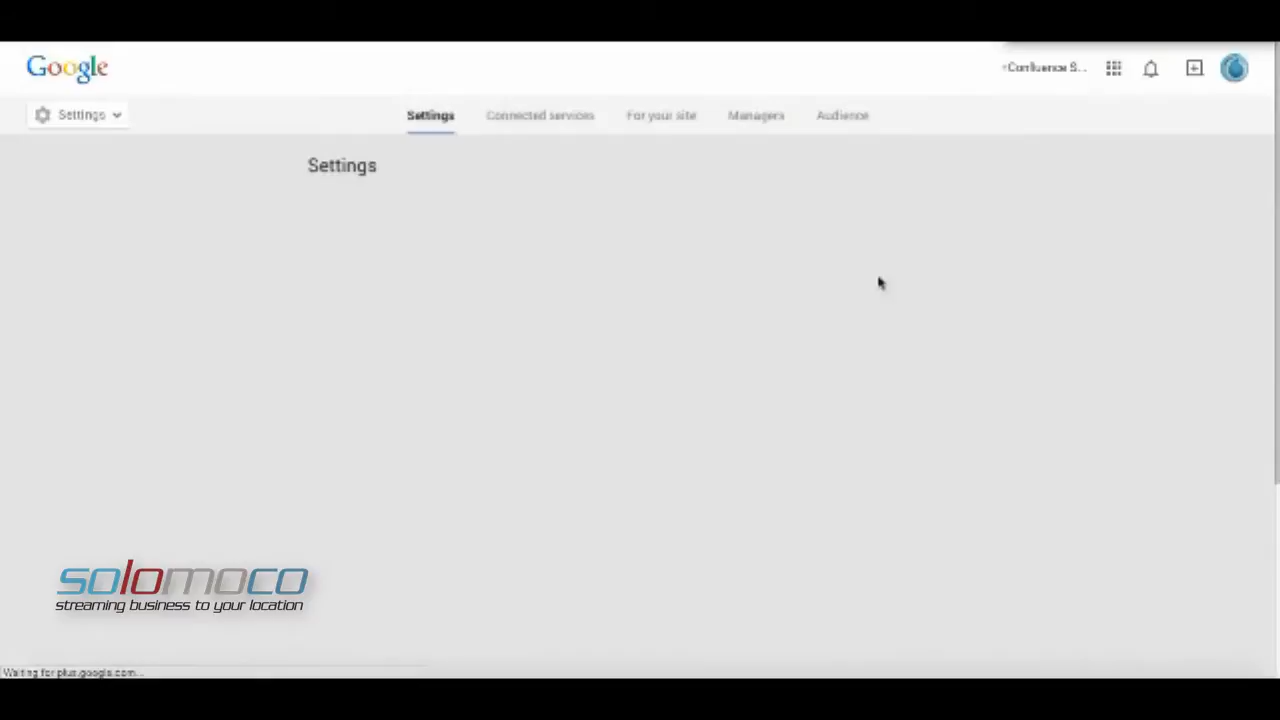 Google
+Confluence S...
Settings
Settings
Connected services
For your site
Managers
Audience
Settings
solomoco
streaming business to your location
Waiting for plus.google.com...